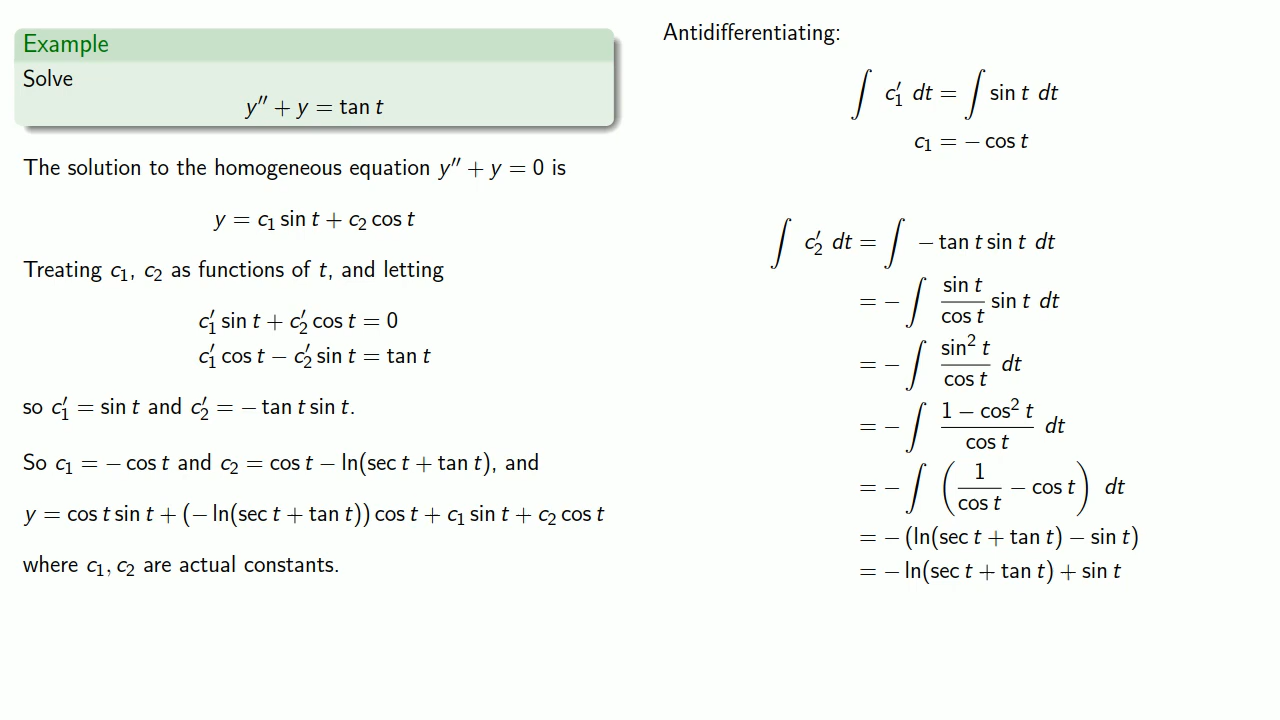 Example
Solve
y′′ + y = tan t
The solution to the homogeneous equation y′′ + y = 0 is
y = c₁ sin t + c₂ cos t
Treating c₁, c₂ as functions of t, and letting
c₁′ sin t + c₂′ cos t = 0
c₁′ cos t − c₂′ sin t = tan t
so c₁′ = sin t and c₂′ = − tan t sin t.
So c₁ = − cos t and c₂ = cos t − ln(sec t + tan t), and
y = cos t sin t + (− ln(sec t + tan t)) cos t + c₁ sin t + c₂ cos t
where c₁, c₂ are actual constants.
Antidifferentiating:
∫ c₁′ dt = ∫ sin t dt
c₁ = − cos t
∫ c₂′ dt = ∫ − tan t sin t dt
= − ∫ (sin t / cos t) sin t dt
= − ∫ (sin² t / cos t) dt
= − ∫ ((1 − cos² t) / cos t) dt
= − ∫ (1 / cos t − cos t) dt
= − (ln(sec t + tan t) − sin t)
= − ln(sec t + tan t) + sin t